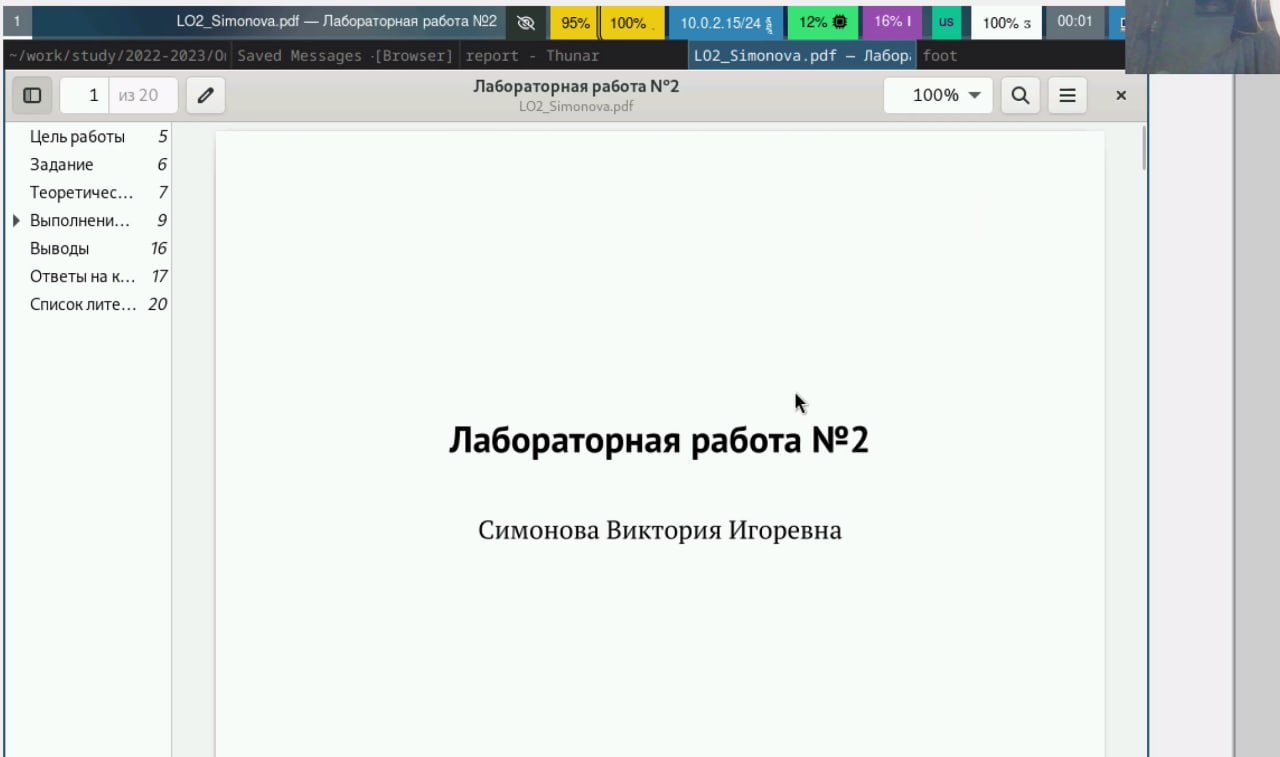 1 LO2_Simonova.pdf — Лабораторная работа №2 95% 100% 10.0.2.15/24 12% 16% us 100% 00:01
~/work/study/2022-2023/ Saved Messages -[Browser] report - Thunar LO2_Simonova.pdf — Лабор foot
1 из 20 Лабораторная работа №2 100%
LO2_Simonova.pdf
Цель работы 5
Задание 6
Теоретичес… 7
Выполнени… 9
Выводы 16
Ответы на к… 17
Список лите… 20
Лабораторная работа №2
Симонова Виктория Игоревна